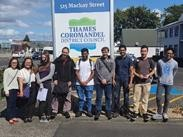 515 Mackay Street
THAMES
COROMANDEL
DISTRICT COUNCIL